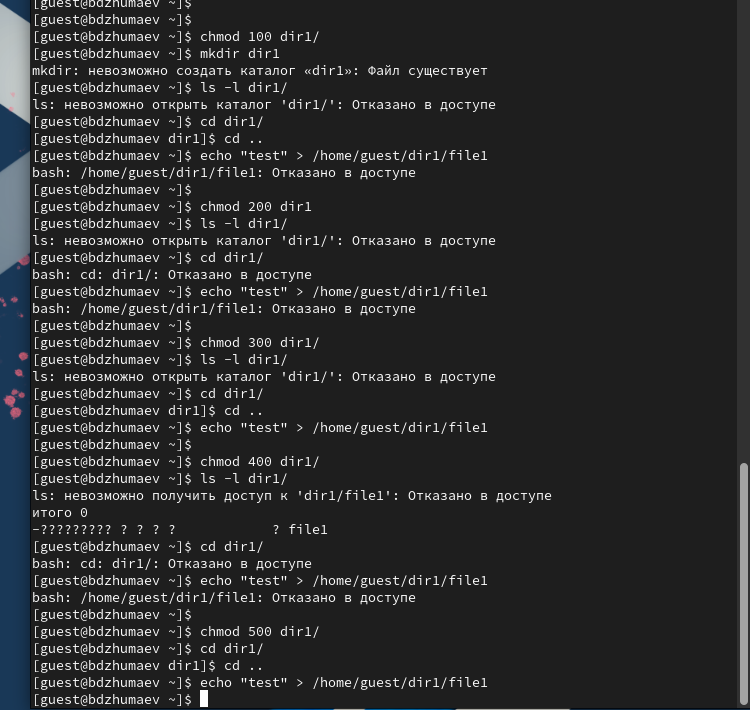 [guest@bdzhumaev ~]$
[guest@bdzhumaev ~]$
[guest@bdzhumaev ~]$ chmod 100 dir1/
[guest@bdzhumaev ~]$ mkdir dir1
mkdir: невозможно создать каталог «dir1»: Файл существует
[guest@bdzhumaev ~]$ ls -l dir1/
ls: невозможно открыть каталог 'dir1/': Отказано в доступе
[guest@bdzhumaev ~]$ cd dir1/
[guest@bdzhumaev dir1]$ cd ..
[guest@bdzhumaev ~]$ echo "test" > /home/guest/dir1/file1
bash: /home/guest/dir1/file1: Отказано в доступе
[guest@bdzhumaev ~]$
[guest@bdzhumaev ~]$ chmod 200 dir1
[guest@bdzhumaev ~]$ ls -l dir1/
ls: невозможно открыть каталог 'dir1/': Отказано в доступе
[guest@bdzhumaev ~]$ cd dir1/
bash: cd: dir1/: Отказано в доступе
[guest@bdzhumaev ~]$ echo "test" > /home/guest/dir1/file1
bash: /home/guest/dir1/file1: Отказано в доступе
[guest@bdzhumaev ~]$
[guest@bdzhumaev ~]$ chmod 300 dir1/
[guest@bdzhumaev ~]$ ls -l dir1/
ls: невозможно открыть каталог 'dir1/': Отказано в доступе
[guest@bdzhumaev ~]$ cd dir1/
[guest@bdzhumaev dir1]$ cd ..
[guest@bdzhumaev ~]$ echo "test" > /home/guest/dir1/file1
[guest@bdzhumaev ~]$
[guest@bdzhumaev ~]$ chmod 400 dir1/
[guest@bdzhumaev ~]$ ls -l dir1/
ls: невозможно получить доступ к 'dir1/file1': Отказано в доступе
итого 0
-????????? ? ? ? ?            ? file1
[guest@bdzhumaev ~]$ cd dir1/
bash: cd: dir1/: Отказано в доступе
[guest@bdzhumaev ~]$ echo "test" > /home/guest/dir1/file1
bash: /home/guest/dir1/file1: Отказано в доступе
[guest@bdzhumaev ~]$
[guest@bdzhumaev ~]$ chmod 500 dir1/
[guest@bdzhumaev ~]$ cd dir1/
[guest@bdzhumaev dir1]$ cd ..
[guest@bdzhumaev ~]$ echo "test" > /home/guest/dir1/file1
[guest@bdzhumaev ~]$